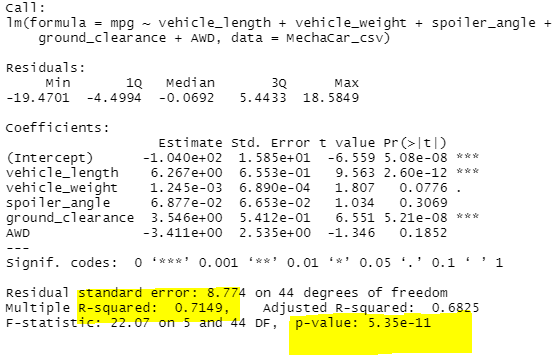 Call:
lm(formula = mpg ~ vehicle_length + vehicle_weight + spoiler_angle +
    ground_clearance + AWD, data = MechaCar_csv)

Residuals:
     Min       1Q   Median       3Q      Max
-19.4701  -4.4994  -0.0692   5.4433  18.5849

Coefficients:
                   Estimate Std. Error t value Pr(>|t|)
(Intercept)      -1.040e+02  1.585e+01  -6.559 5.08e-08 ***
vehicle_length    6.267e+00  6.553e-01   9.563 2.60e-12 ***
vehicle_weight    1.245e-03  6.890e-04   1.807   0.0776 .
spoiler_angle     6.877e-02  6.653e-02   1.034   0.3069
ground_clearance  3.546e+00  5.412e-01   6.551 5.21e-08 ***
AWD              -3.411e+00  2.535e+00  -1.346   0.1852
---
Signif. codes:  0 ‘***’ 0.001 ‘**’ 0.01 ‘*’ 0.05 ‘.’ 0.1 ‘ ’ 1

Residual standard error: 8.774 on 44 degrees of freedom
Multiple R-squared:  0.7149,    Adjusted R-squared:  0.6825
F-statistic: 22.07 on 5 and 44 DF,  p-value: 5.35e-11